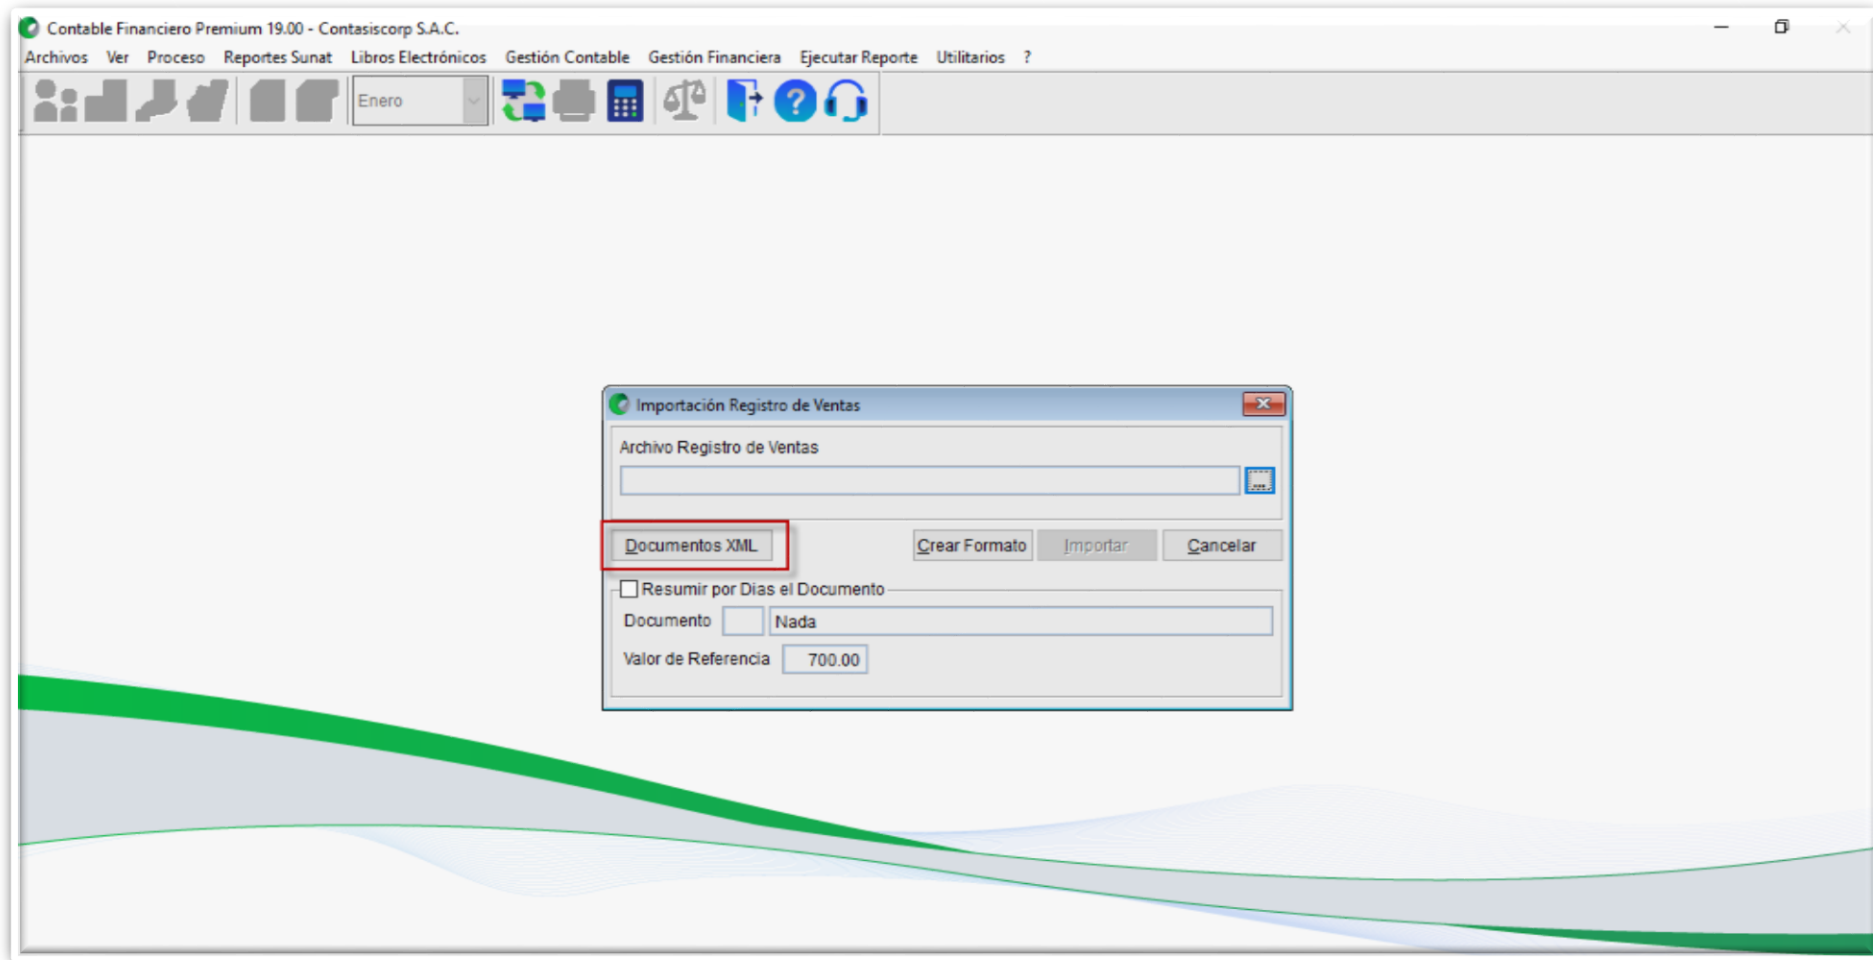 Contable Financiero Premium 19.00 - Contasiscorp S.A.C.
Archivos Ver Proceso Reportes Sunat Libros Electrónicos Gestión Contable Gestión Financiera Ejecutar Reporte Utilitarios ?
Enero
?
Importación Registro de Ventas
Archivo Registro de Ventas
...
Documentos XML Crear Formato Importar Cancelar
Resumir por Dias el Documento
Documento Nada
Valor de Referencia 700.00